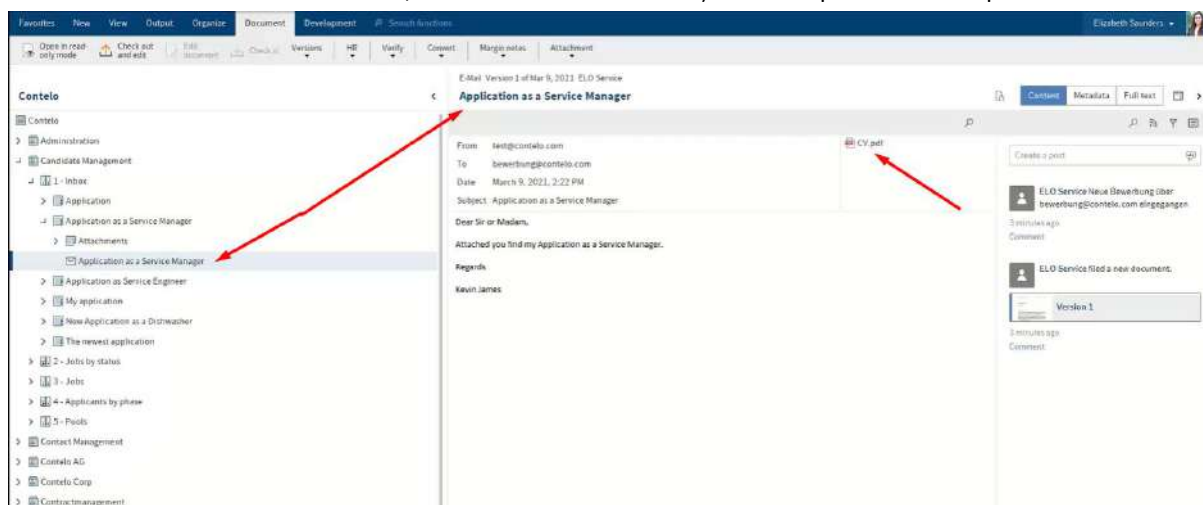 Favorites New View Output Organize Document Development Search functions Elizabeth Saunders
Open in read-only mode
Check out and edit
Edit document
Check in
Versions HR Verify Convert Margin notes Attachment
Contelo
Contelo
Administration
Candidate Management
1 - Inbox
Application
Application as a Service Manager
Attachments
Application as a Service Manager
Application as Service Engineer
My application
New Application as a Dishwasher
The newest application
2 - Jobs by status
3 - Jobs
4 - Applicants by phase
5 - Pools
Contact Management
Contelo AG
Contelo Corp
Contractmanagement
E-Mail Version 1 of Mar 9, 2021 ELO Service
Application as a Service Manager
Content Metadata Full text
From test@contelo.com
To bewerbung@contelo.com
Date March 9, 2021, 2:22 PM
Subject Application as a Service Manager
CV.pdf
Dear Sir or Madam,
Attached you find my Application as a Service Manager.
Regards
Kevin James
Create a post
ELO Service Neue Bewerbung über
bewerbung@contelo.com eingegangen
3 minutes ago
Comment
ELO Service filed a new document.
Version 1
3 minutes ago
Comment